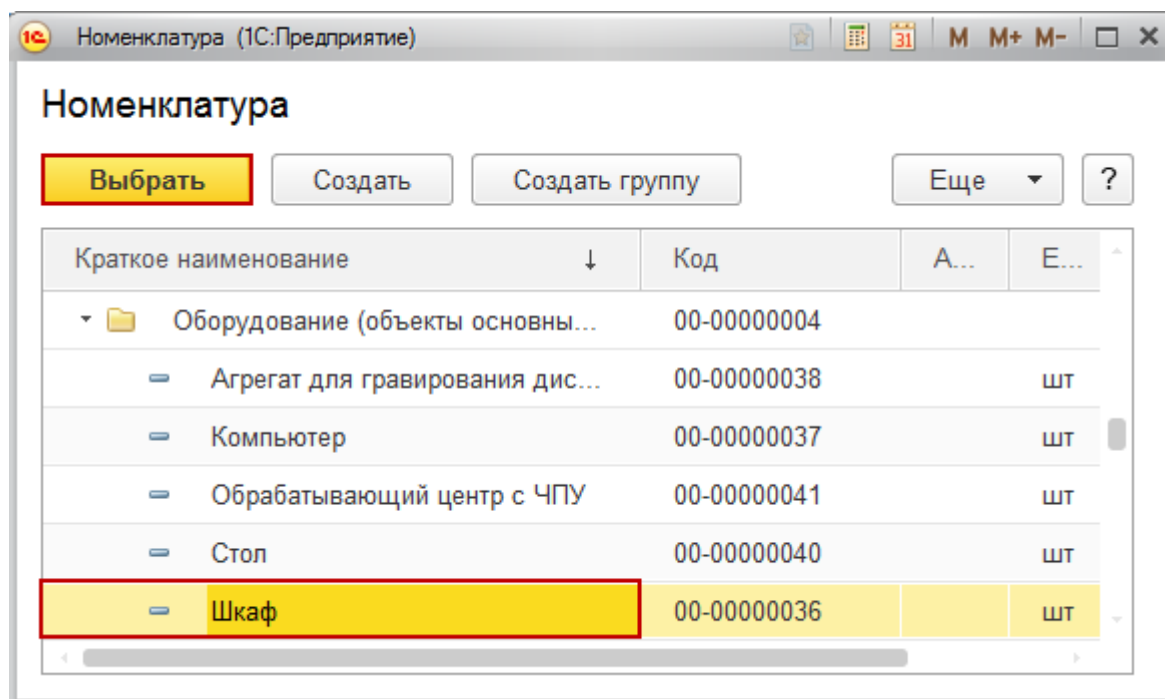 1С Номенклатура (1С:Предприятие) 31 M M+ M-
Номенклатура
Выбрать Создать Создать группу Еще ?
Краткое наименование ↓ Код А... Е...
Оборудование (объекты основны... 00-00000004
Агрегат для гравирования дис... 00-00000038 шт
Компьютер 00-00000037 шт
Обрабатывающий центр с ЧПУ 00-00000041 шт
Стол 00-00000040 шт
Шкаф 00-00000036 шт